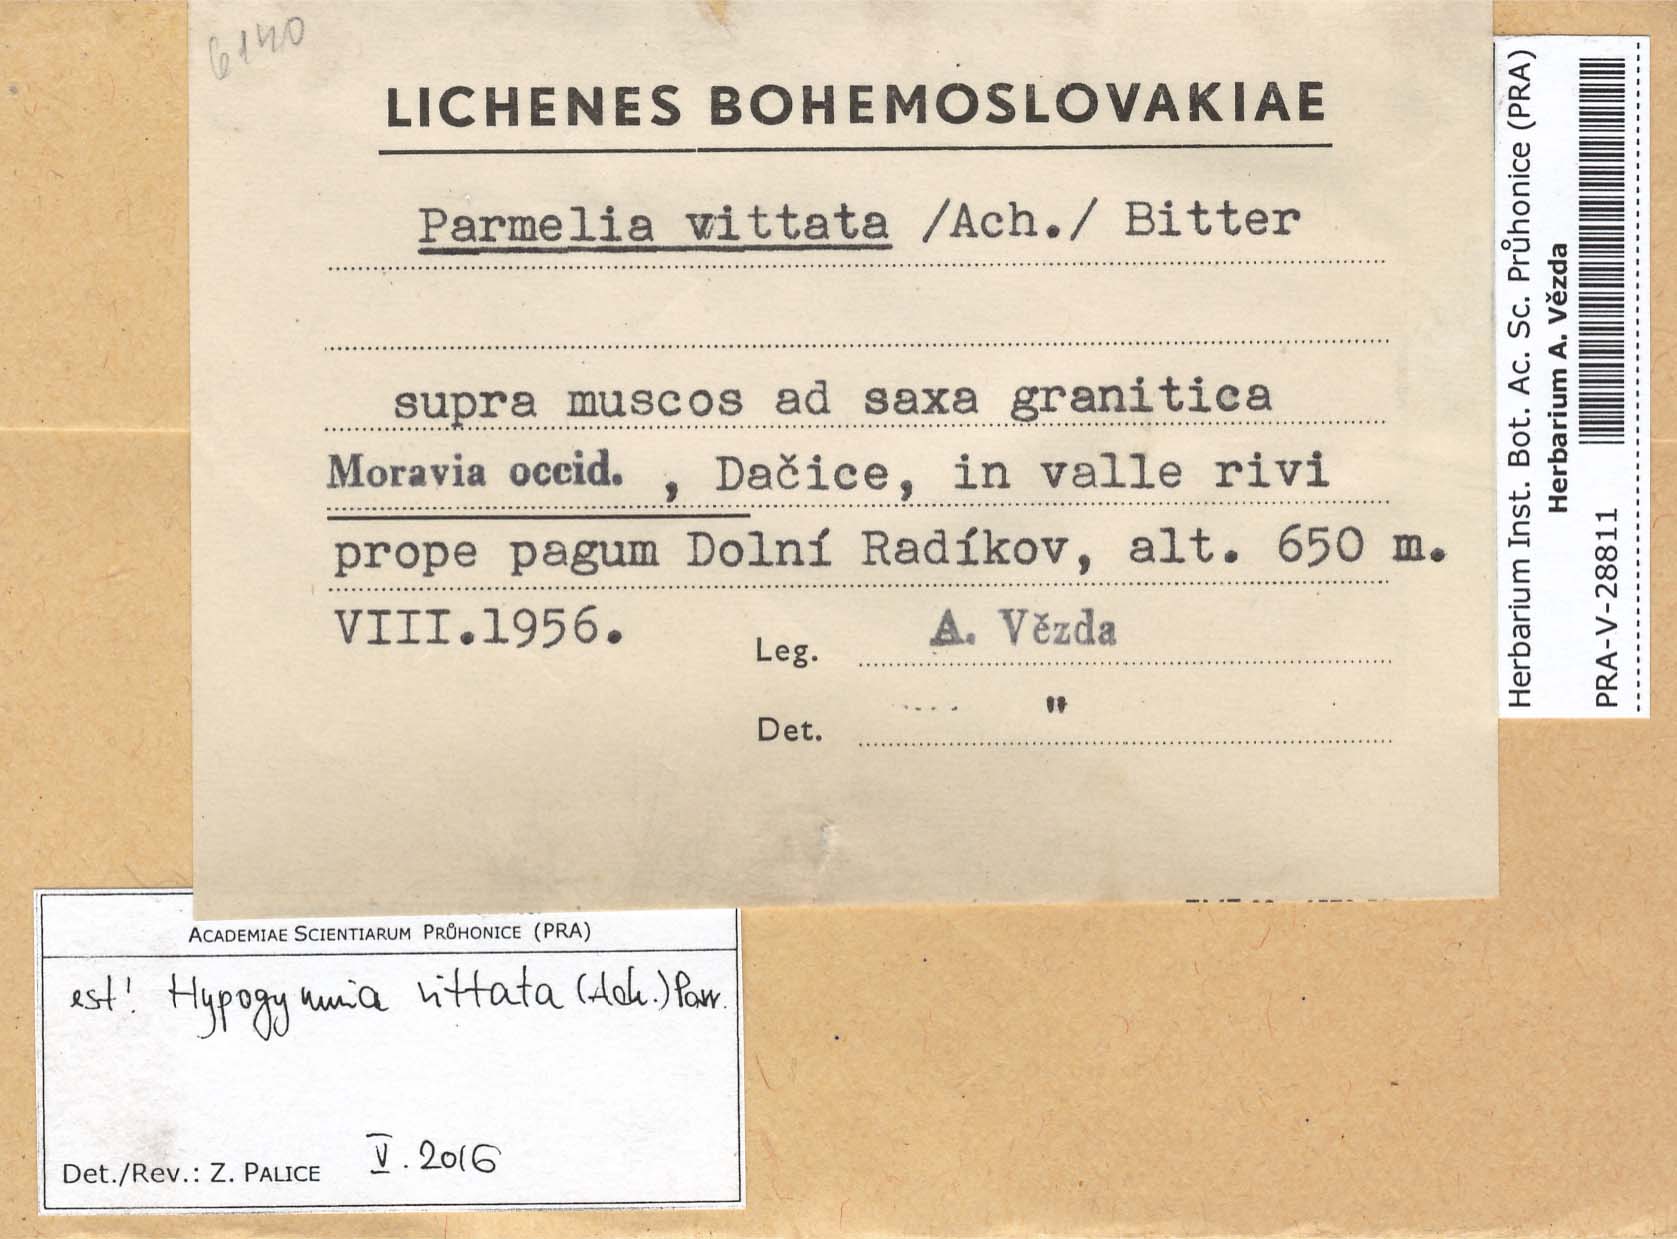 6140
LICHENES BOHEMOSLOVAKIAE
Parmelia vittata /Ach./ Bitter
supra muscos ad saxa granitica
Moravia occid. , Dačice, in valle rivi
prope pagum Dolní Radíkov, alt. 650 m.
VIII.1956.
Leg. A. Vězda
Det. "
Herbarium Inst. Bot. Ac. Sc. Průhonice (PRA)
Herbarium A. Vězda
PRA-V-28811
ACADEMIAE SCIENTIARUM PRŮHONICE (PRA)
est! Hypogymnia vittata (Ach.) Parr.
Det./Rev.: Z. PALICE V. 2016